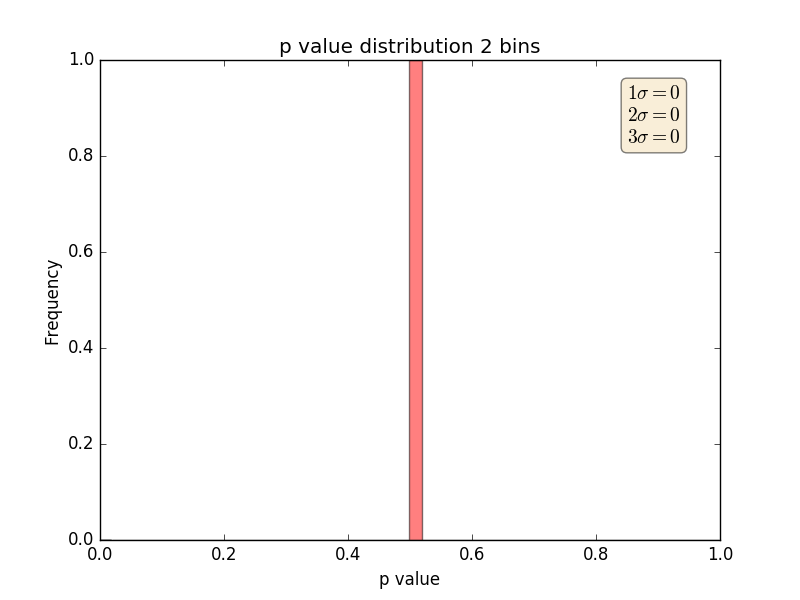 p value distribution 2 bins
1σ = 0
2σ = 0
3σ = 0
Frequency
1.0
0.8
0.6
0.4
0.2
0.0
0.0 0.2 0.4 0.6 0.8 1.0
p value